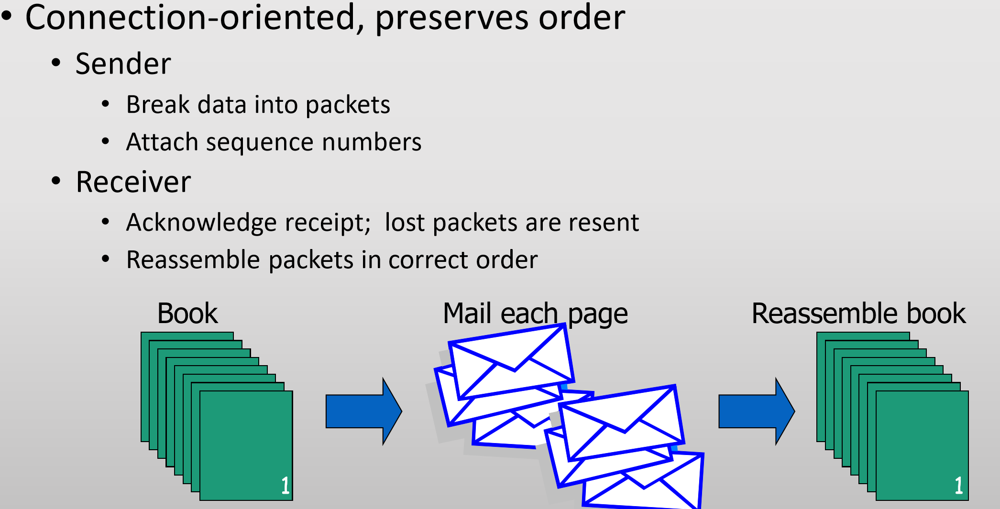 • Connection-oriented, preserves order
• Sender
• Break data into packets
• Attach sequence numbers
• Receiver
• Acknowledge receipt;  lost packets are resent
• Reassemble packets in correct order
Book
Mail each page
Reassemble book
1
1